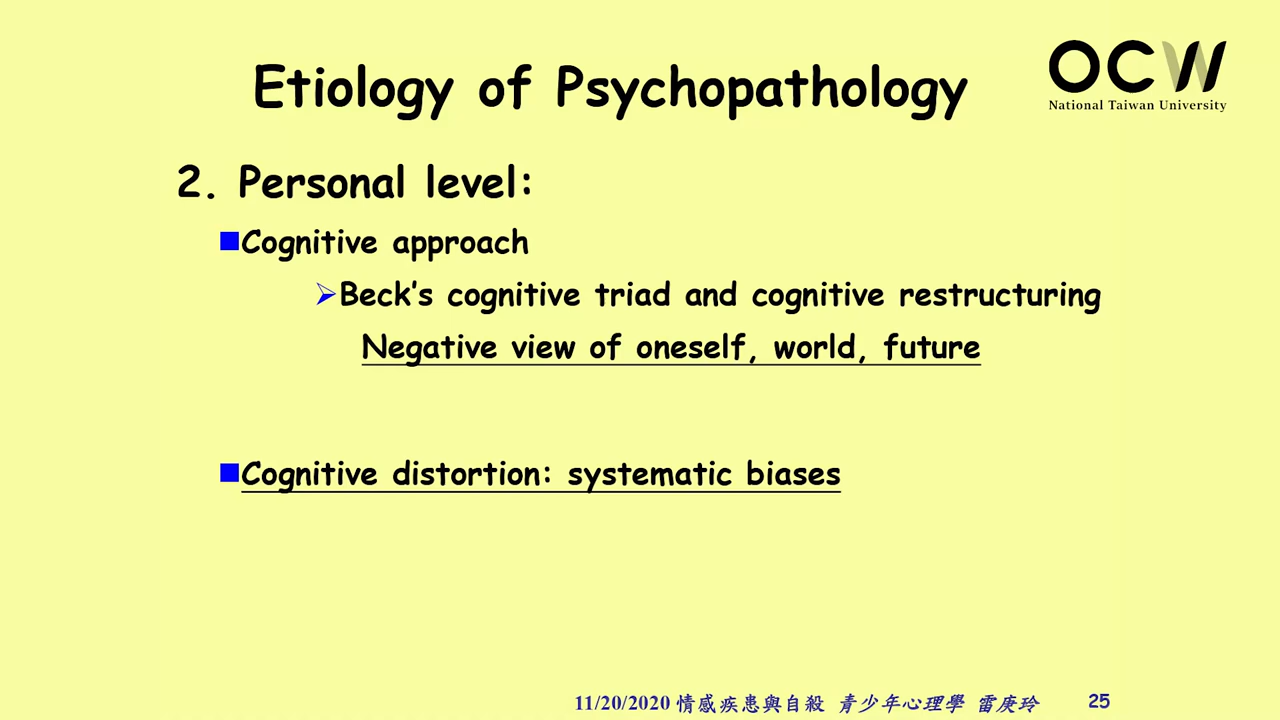 Etiology of Psychopathology
OCW
National Taiwan University
2. Personal level:
Cognitive approach
Beck's cognitive triad and cognitive restructuring
Negative view of oneself, world, future
Cognitive distortion: systematic biases
11/20/2020 情感疾患與自殺 青少年心理學 雷庚玲 25